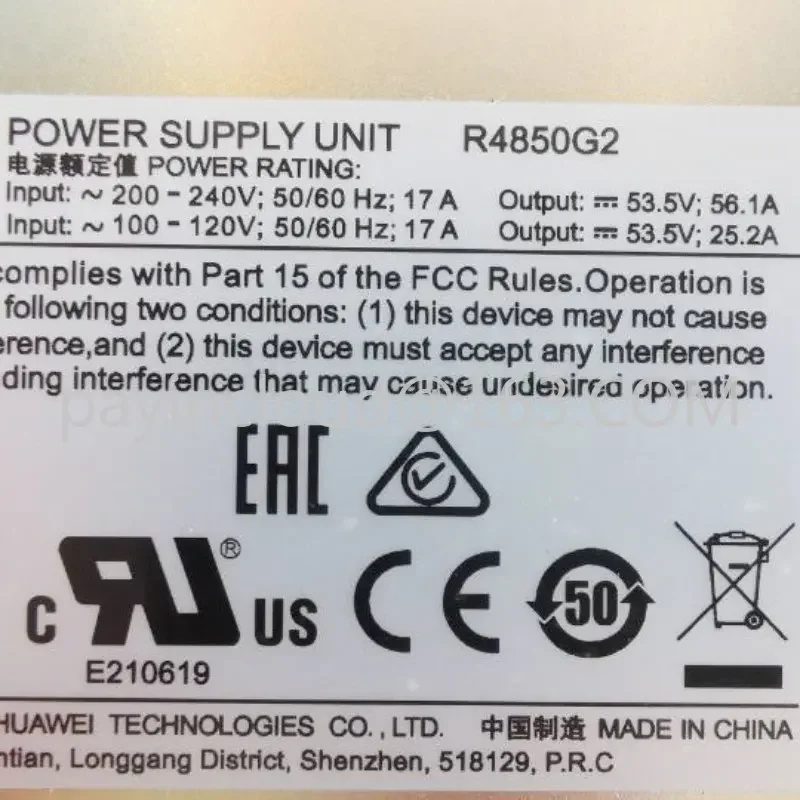 POWER SUPPLY UNIT R4850G2
电源额定值 POWER RATING:
Input: ~ 200 - 240V; 50/60 Hz; 17 A Output: ⎓ 53.5V; 56.1A
Input: ~ 100 - 120V; 50/60 Hz; 17 A Output: ⎓ 53.5V; 25.2A
complies with Part 15 of the FCC Rules.Operation is
following two conditions: (1) this device may not cause
erence,and (2) this device must accept any interference
ding interference that may cause undesired operation.
EAC
c RU ® US
E210619
CE
50
HUAWEI TECHNOLOGIES CO.,LTD. 中国制造 MADE IN CHINA
ntian, Longgang District, Shenzhen, 518129, P.R.C